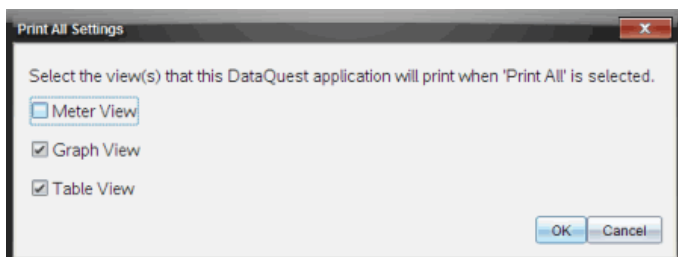 Print All Settings
Select the view(s) that this DataQuest application will print when 'Print All' is selected.
Meter View
Graph View
Table View
OK Cancel